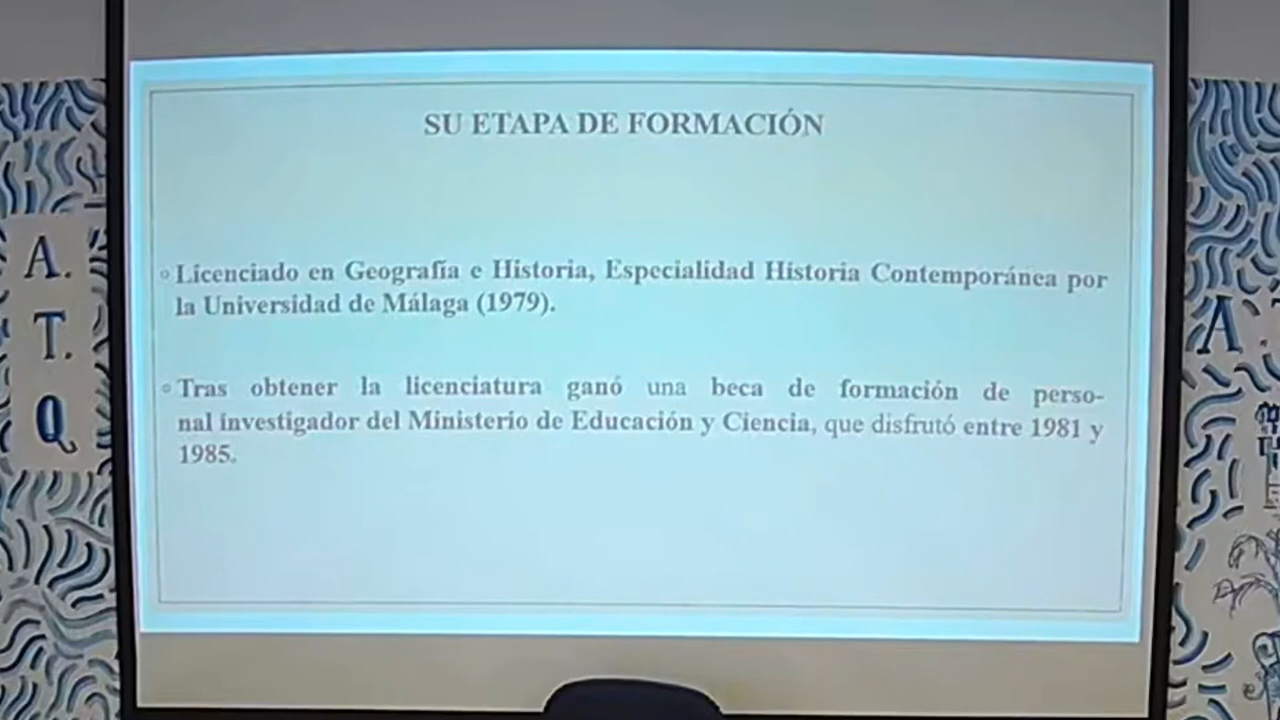 SU ETAPA DE FORMACIÓN
Licenciado en Geografía e Historia, Especialidad Historia Contemporánea por
la Universidad de Málaga (1979).
Tras obtener la licenciatura ganó una beca de formación de perso-
nal investigador del Ministerio de Educación y Ciencia, que disfrutó entre 1981 y
1985.
A.
T.
Q
A.